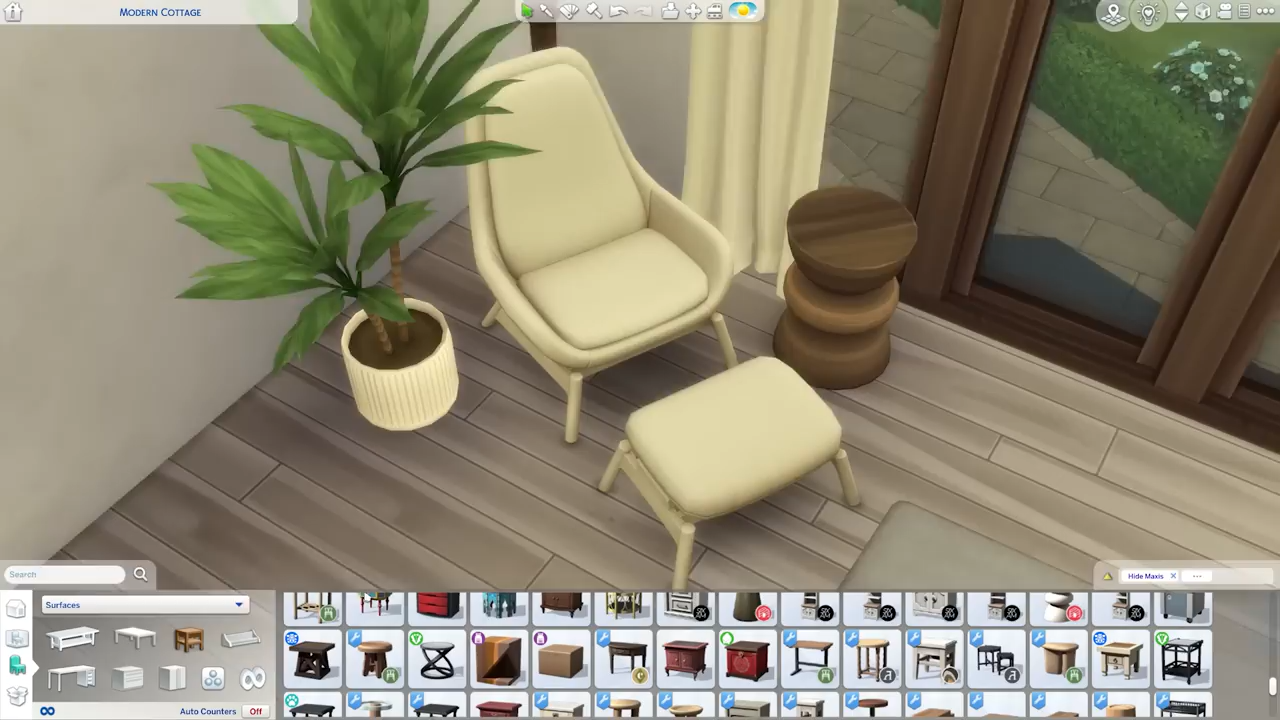 MODERN COTTAGE
Search
Hide Maxis
Surfaces
Auto Counters
Off